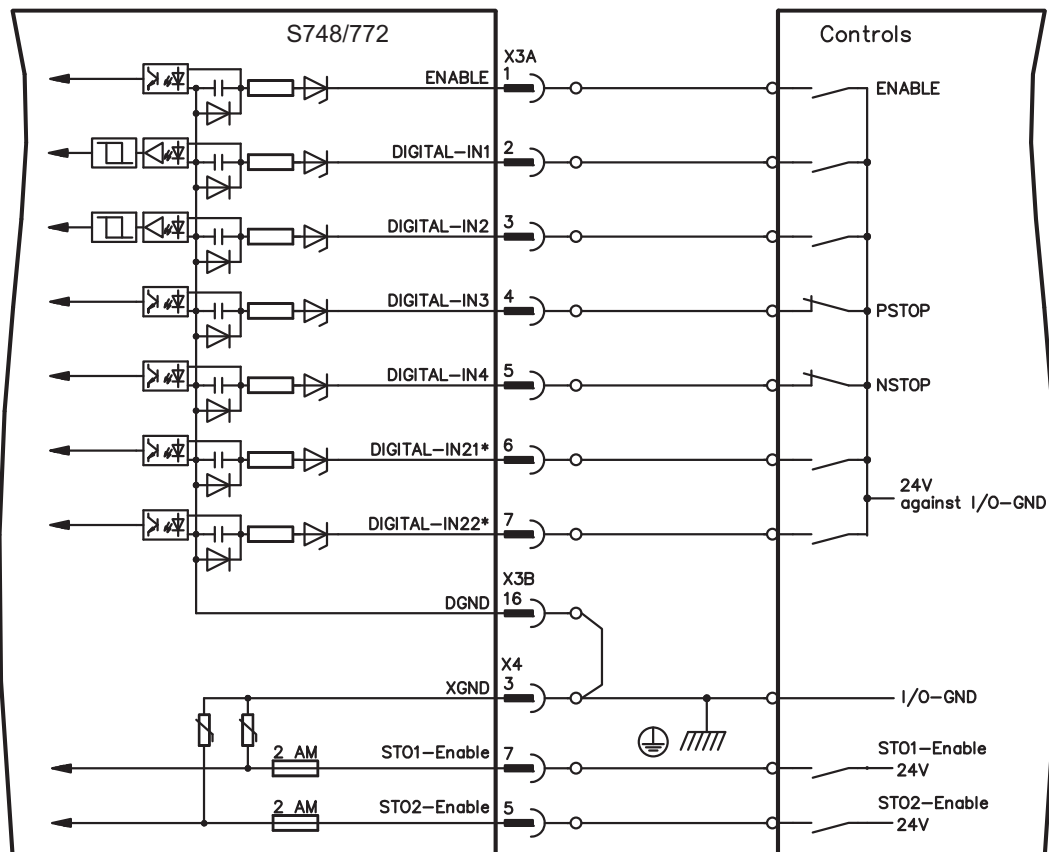 S748/772
Controls
X3A
ENABLE 1 ENABLE
DIGITAL-IN1 2
DIGITAL-IN2 3
DIGITAL-IN3 4 PSTOP
DIGITAL-IN4 5 NSTOP
DIGITAL-IN21* 6
24V
against I/O-GND
DIGITAL-IN22* 7
X3B
DGND 16
X4
XGND 3 I/O-GND
2 AM STO1-Enable 7 STO1-Enable
24V
2 AM STO2-Enable 5 STO2-Enable
24V